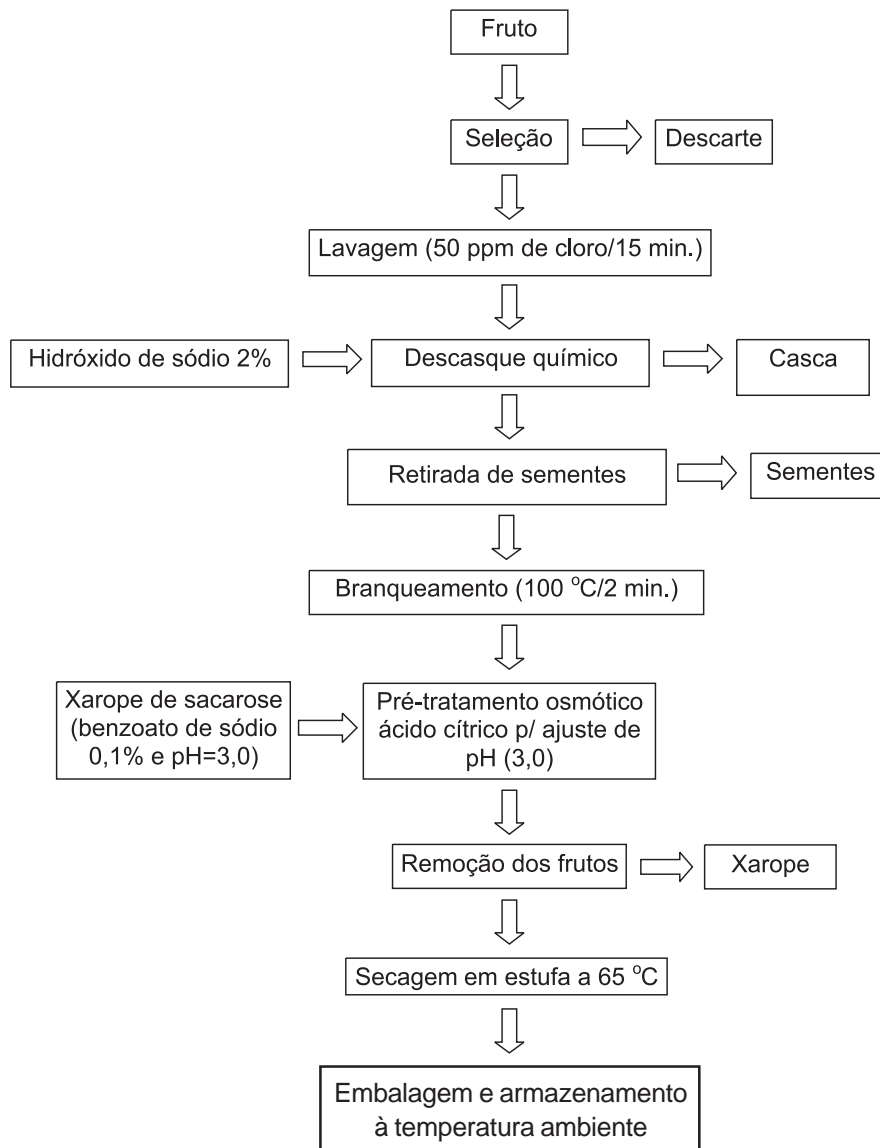 Fruto
Seleção
Descarte
Lavagem (50 ppm de cloro/15 min.)
Hidróxido de sódio 2%
Descasque químico
Casca
Retirada de sementes
Sementes
Branqueamento (100 ºC/2 min.)
Xarope de sacarose
(benzoato de sódio
0,1% e pH=3,0)
Pré-tratamento osmótico
ácido cítrico p/ ajuste de
pH (3,0)
Remoção dos frutos
Xarope
Secagem em estufa a 65 ºC
Embalagem e armazenamento
à temperatura ambiente